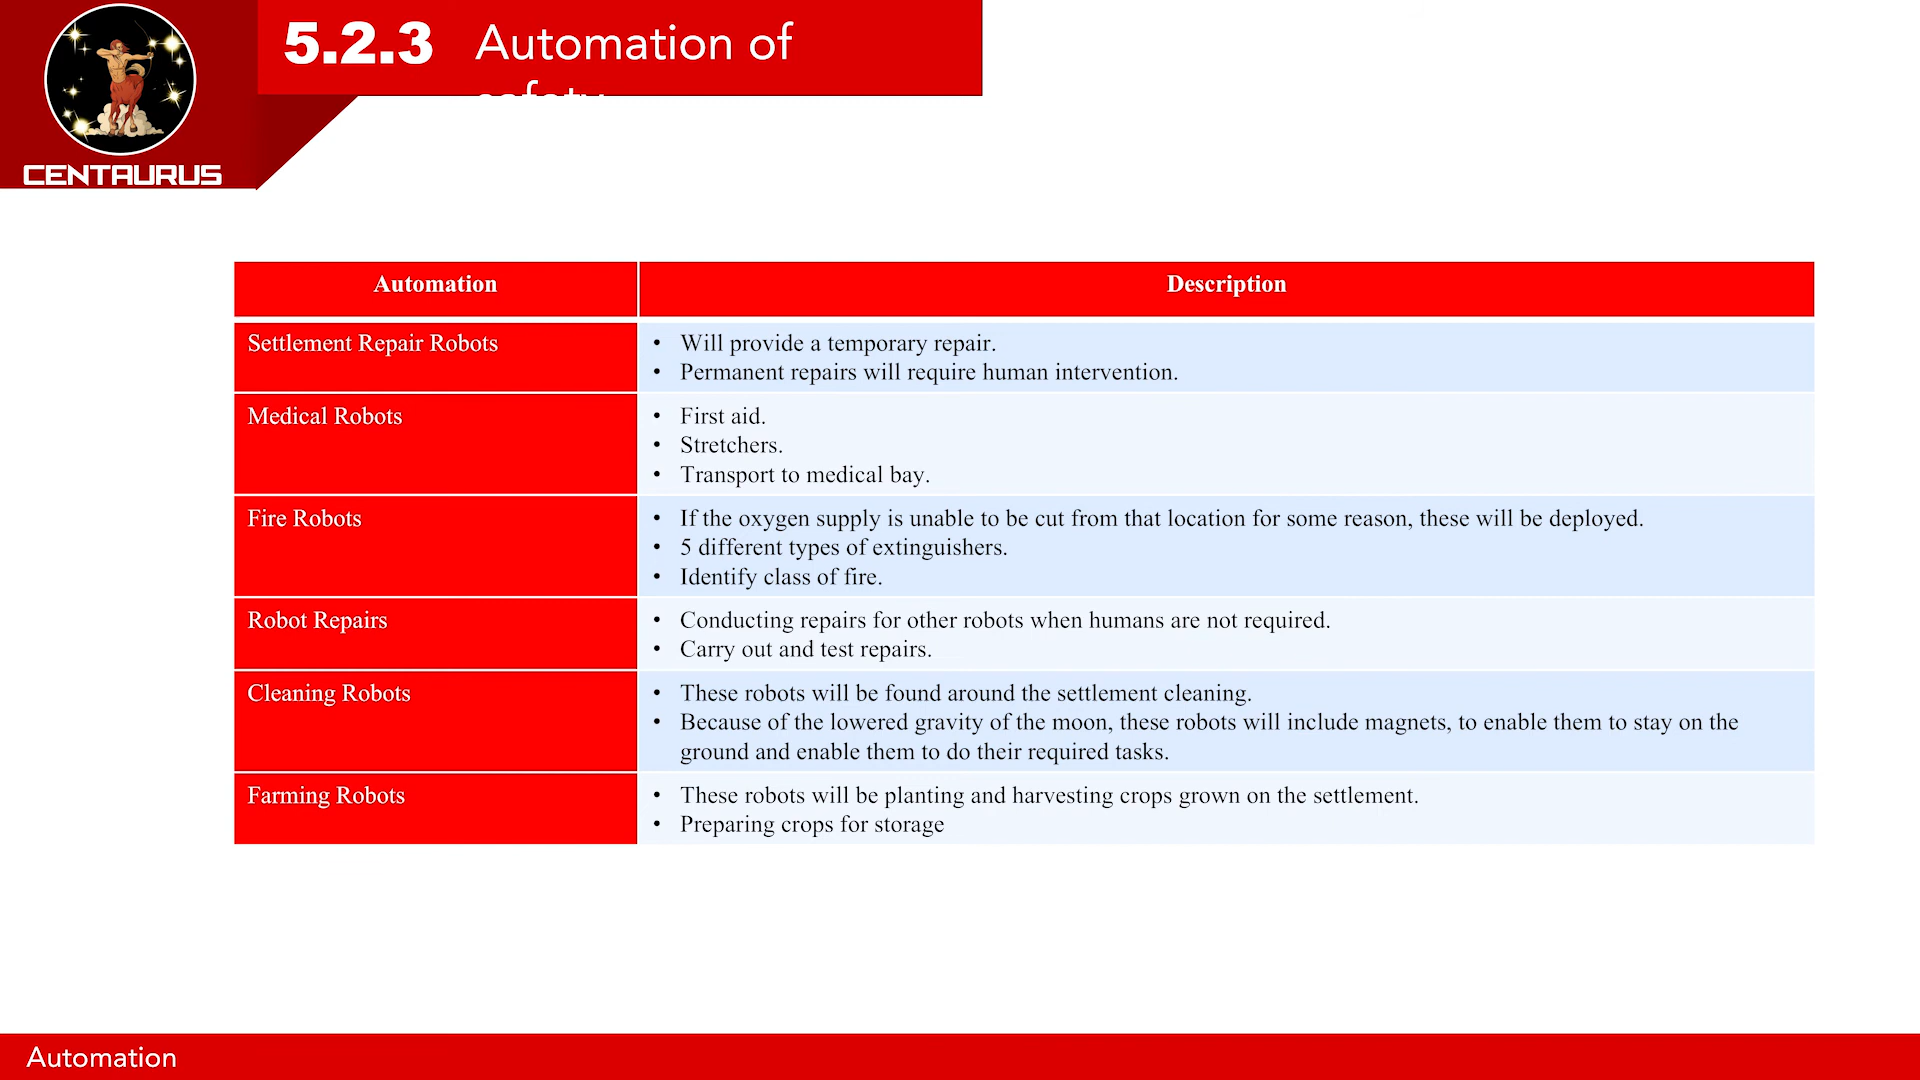 5.2.3 Automation of
safety
CENTAURUS
Automation Description
Settlement Repair Robots
• Will provide a temporary repair.
• Permanent repairs will require human intervention.
Medical Robots
• First aid.
• Stretchers.
• Transport to medical bay.
Fire Robots
• If the oxygen supply is unable to be cut from that location for some reason, these will be deployed.
• 5 different types of extinguishers.
• Identify class of fire.
Robot Repairs
• Conducting repairs for other robots when humans are not required.
• Carry out and test repairs.
Cleaning Robots
• These robots will be found around the settlement cleaning.
• Because of the lowered gravity of the moon, these robots will include magnets, to enable them to stay on the
ground and enable them to do their required tasks.
Farming Robots
• These robots will be planting and harvesting crops grown on the settlement.
• Preparing crops for storage
Automation